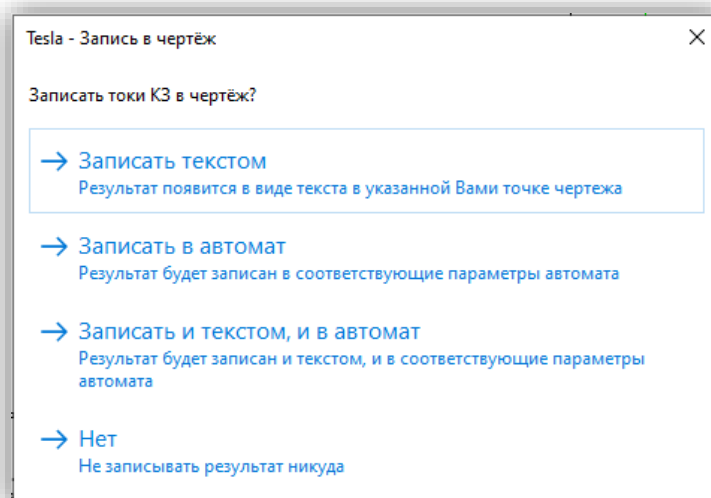 Tesla - Запись в чертёж
Записать токи КЗ в чертёж?
Записать текстом
Результат появится в виде текста в указанной Вами точке чертежа
Записать в автомат
Результат будет записан в соответствующие параметры автомата
Записать и текстом, и в автомат
Результат будет записан и текстом, и в соответствующие параметры
автомата
Нет
Не записывать результат никуда